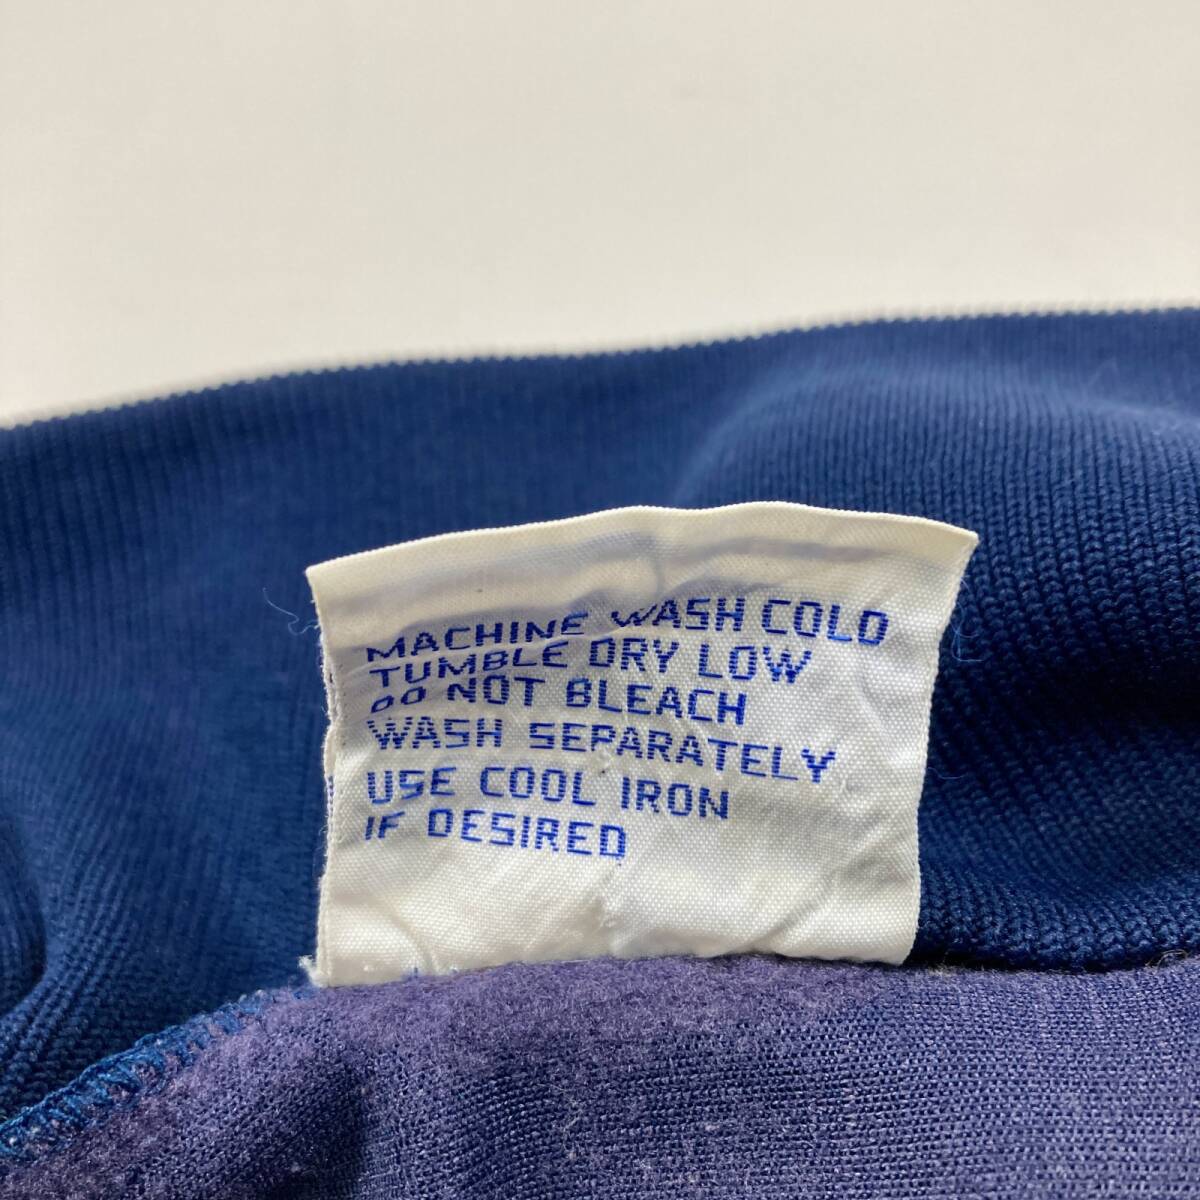 MACHINE WASH COLD
TUMBLE DRY LOW
DO NOT BLEACH
WASH SEPARATELY
USE COOL IRON
IF DESIRED